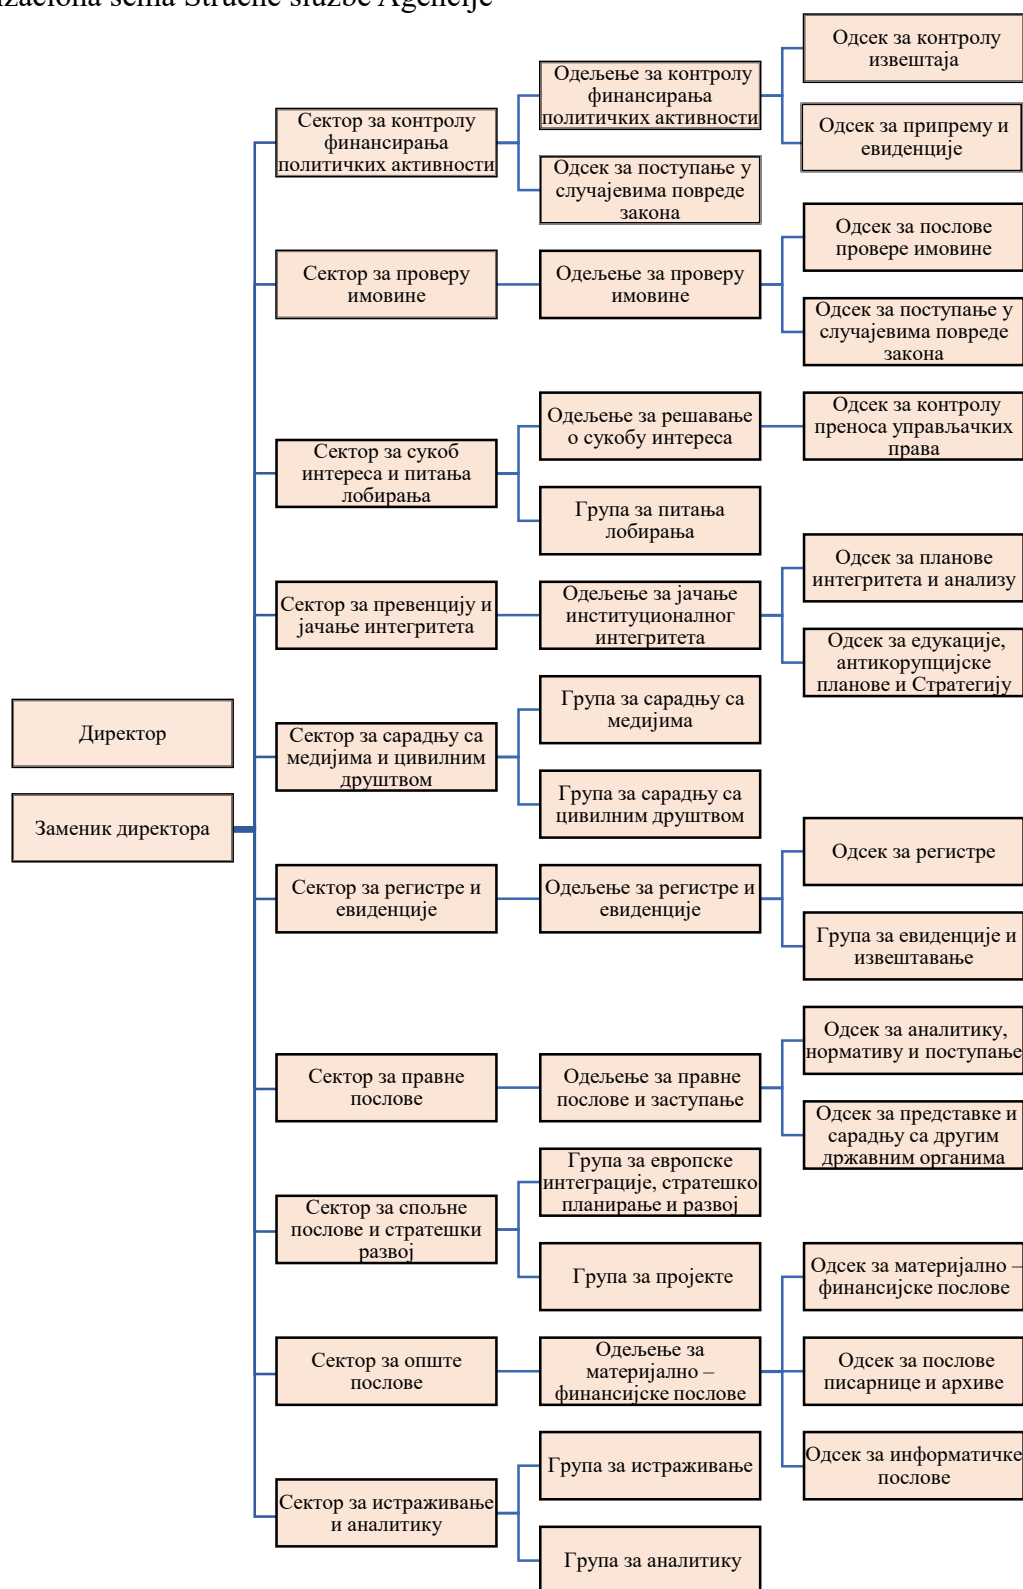 šema Stručne službe Agencije
Одсек за контролу
извештаја
Одељење за контролу
финансирања
политичких активности
Сектор за контролу
финансирања
политичких активности
Одсек за припрему и
евиденције
Одсек за поступање у
случајевима повреде
закона
Одсек за послове
провере имовине
Сектор за проверу
имовине
Одељење за проверу
имовине
Одсек за поступање у
случајевима повреде
закона
Одељење за решавање
о сукобу интереса
Одсек за контролу
преноса управљачких
права
Сектор за сукоб
интереса и питања
лобирања
Група за питања
лобирања
Одсек за планове
интегритета и анализу
Сектор за превенцију и
јачање интегритета
Одељење за јачање
институционалног
интегритета
Одсек за едукације,
антикорупцијске
планове и Стратегију
Група за сарадњу са
медијима
Директор
Сектор за сарадњу са
медијима и цивилним
друштвом
Група за сарадњу са
цивилним друштвом
Заменик директора
Одсек за регистре
Сектор за регистре и
евиденције
Одељење за регистре и
евиденције
Група за евиденције и
извештавање
Одсек за аналитику,
нормативу и поступање
Сектор за правне
послове
Одељење за правне
послове и заступање
Одсек за представке и
сарадњу са другим
државним органима
Група за европске
интеграције, стратешко
планирање и развој
Сектор за спољне
послове и стратешки
развој
Група за пројекте
Одсек за материјално –
финансијске послове
Сектор за опште
послове
Одељење за
материјално –
финансијске послове
Одсек за послове
писарнице и архиве
Група за истраживање
Одсек за информатичке
послове
Сектор за истраживање
и аналитику
Група за аналитику